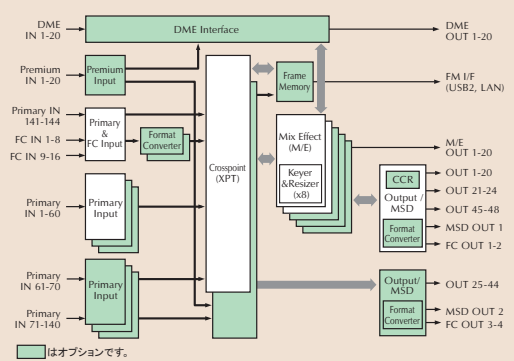 DME
IN 1-20
DME Interface
DME
OUT 1-20
Premium
IN 1-20
Premium
Input
Frame
Memory
FM I/F
(USB2, LAN)
Primary IN
141-144
FC IN 1-8
FC IN 9-16
Primary
&
FC Input
Format
Converter
Crosspoint
(XPT)
Mix Effect
(M/E)
Keyer
&Resizer
(x8)
M/E
OUT 1-20
CCR
Output /
MSD
Format
Converter
OUT 1-20
OUT 21-24
OUT 45-48
MSD OUT 1
FC OUT 1-2
Primary
IN 1-60
Primary
Input
Primary
IN 61-70
Primary
IN 71-140
Primary
Input
Output/
MSD
Format
Converter
OUT 25-44
MSD OUT 2
FC OUT 3-4
はオプションです。